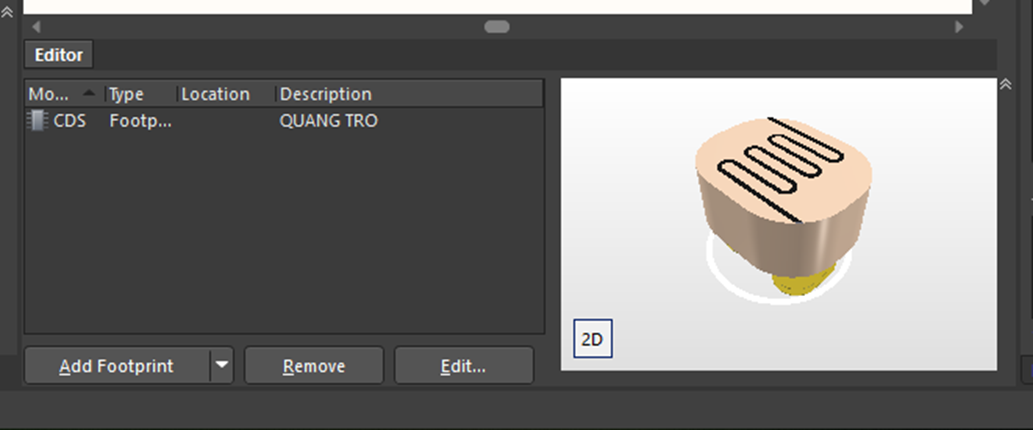 Editor
Mo... Type Location Description
CDS Footp... QUANG TRO
2D
Add Footprint Remove Edit...